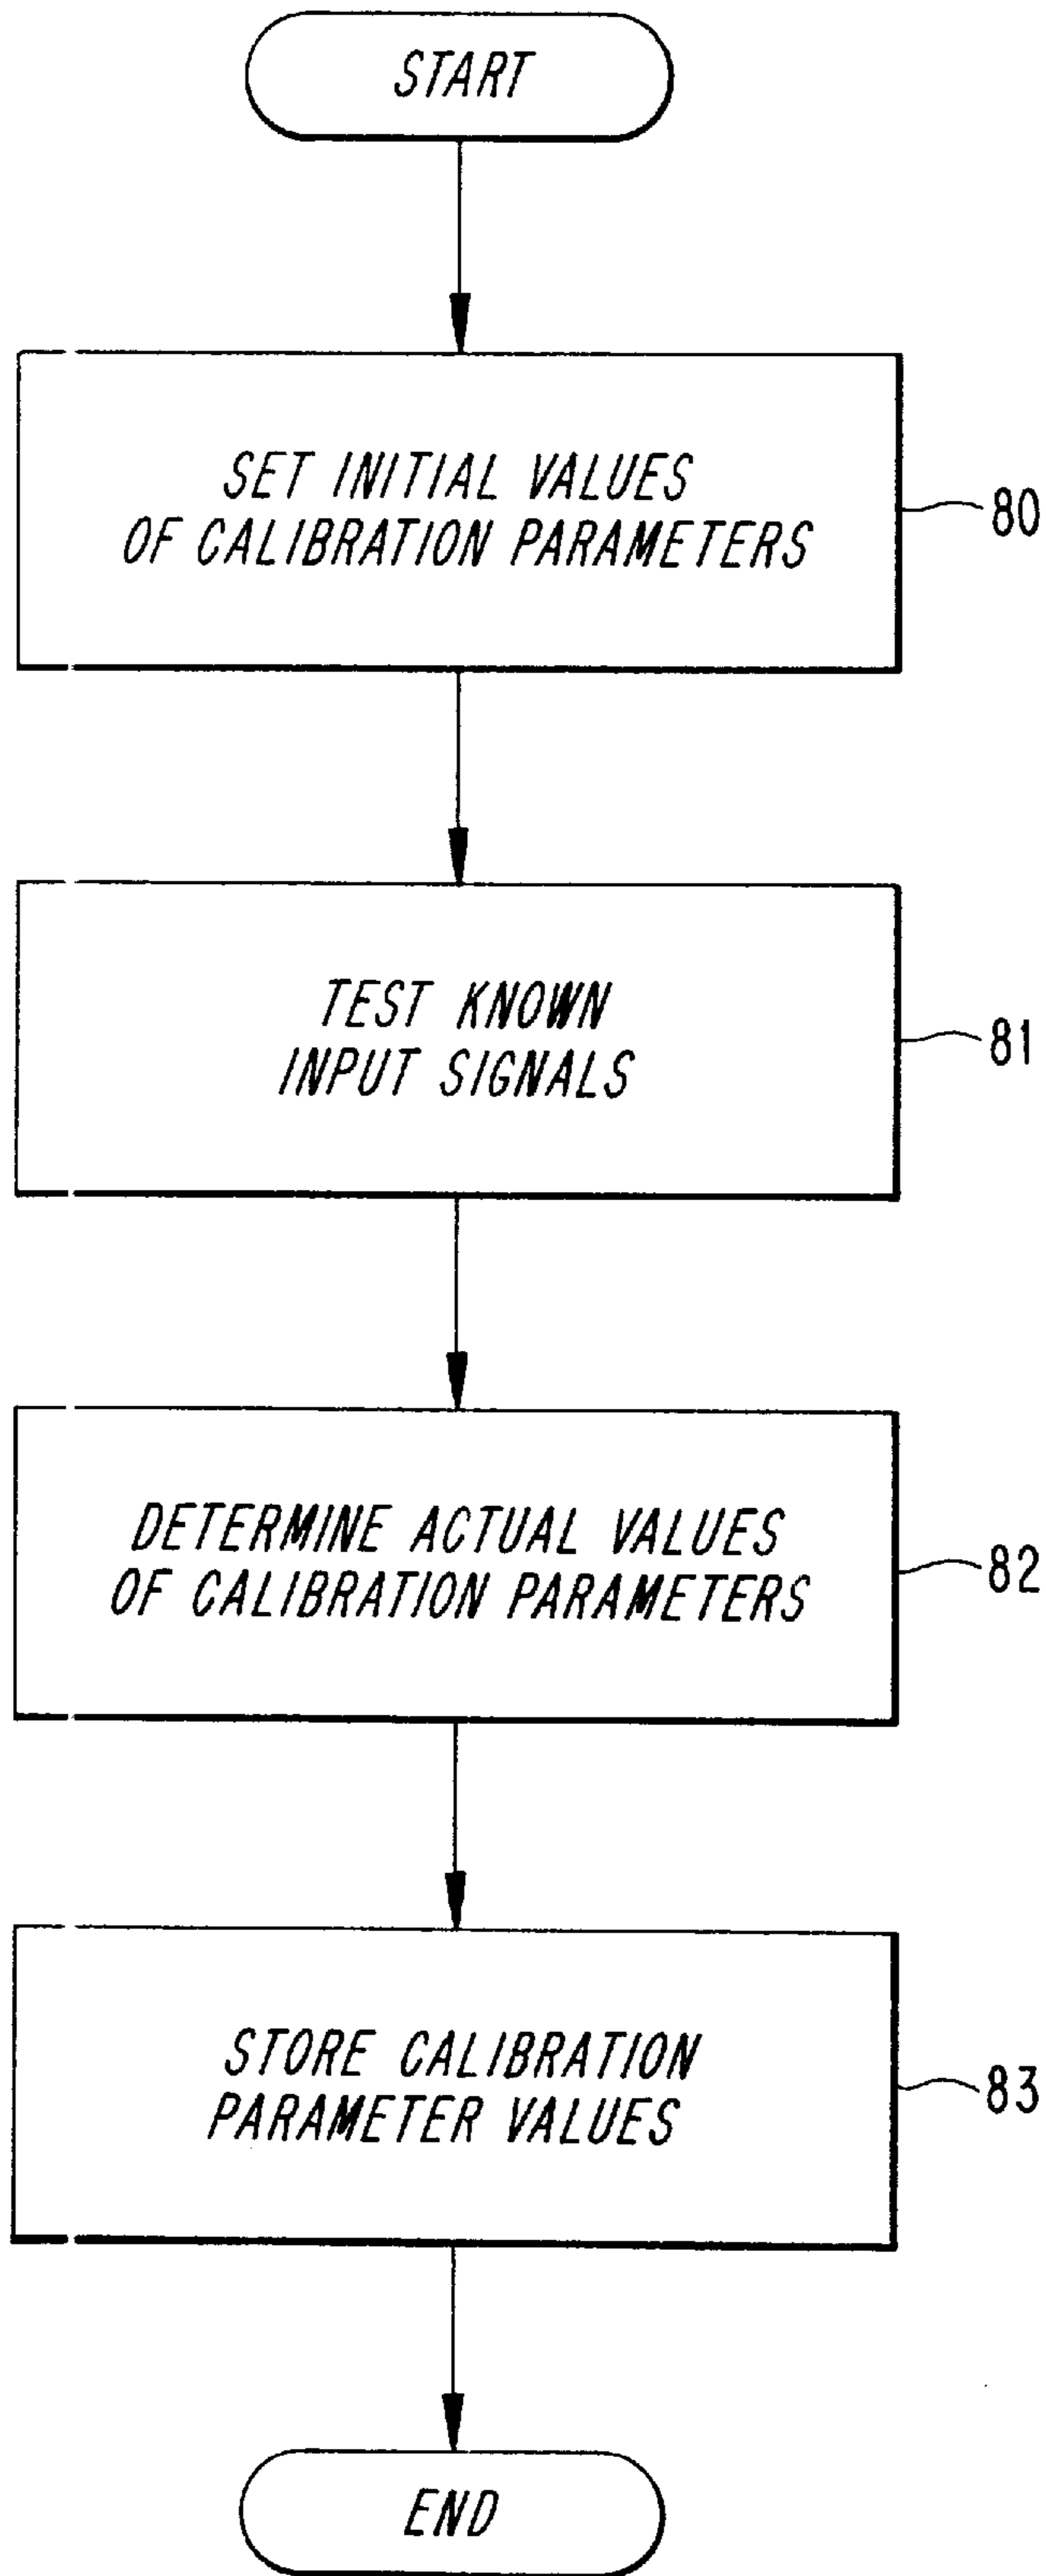 START
SET INITIAL VALUES
OF CALIBRATION PARAMETERS
80
TEST KNOWN
INPUT SIGNALS
81
DETERMINE ACTUAL VALUES
OF CALIBRATION PARAMETERS
82
STORE CALIBRATION
PARAMETER VALUES
83
END